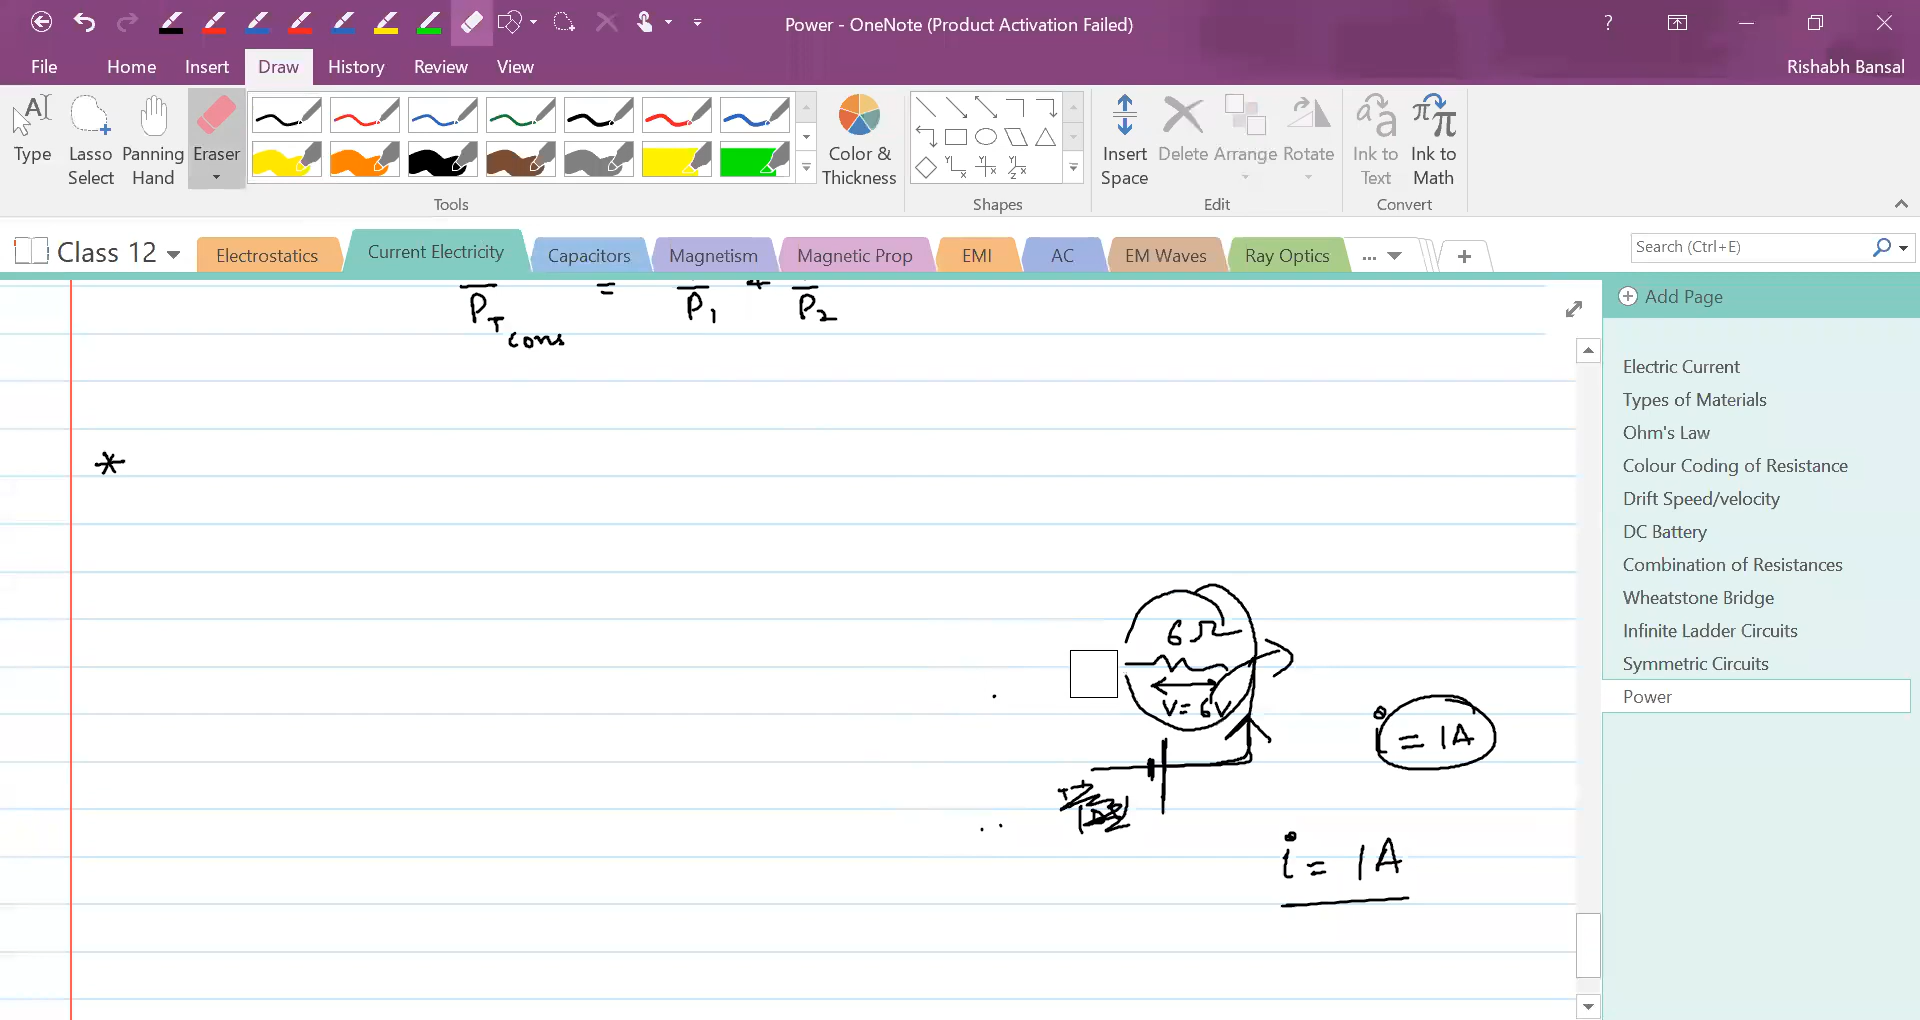 Power - OneNote (Product Activation Failed)
?
File Home Insert Draw History Review View
Rishabh Bansal
Type
Lasso Select
Panning Hand
Eraser
Color & Thickness
Insert Space
Delete
Arrange
Rotate
Ink to Text
Ink to Math
Tools
Shapes
Edit
Convert
Class 12
Electrostatics
Current Electricity
Capacitors
Magnetism
Magnetic Prop
EMI
AC
EM Waves
Ray Optics
...
Search (Ctrl+E)
Add Page
Electric Current
Types of Materials
Ohm's Law
Colour Coding of Resistance
Drift Speed/velocity
DC Battery
Combination of Resistances
Wheatstone Bridge
Infinite Ladder Circuits
Symmetric Circuits
Power
P_T cons = P_1 + P_2
*
6Ω
V = 6V
i = 1A
i = 1A